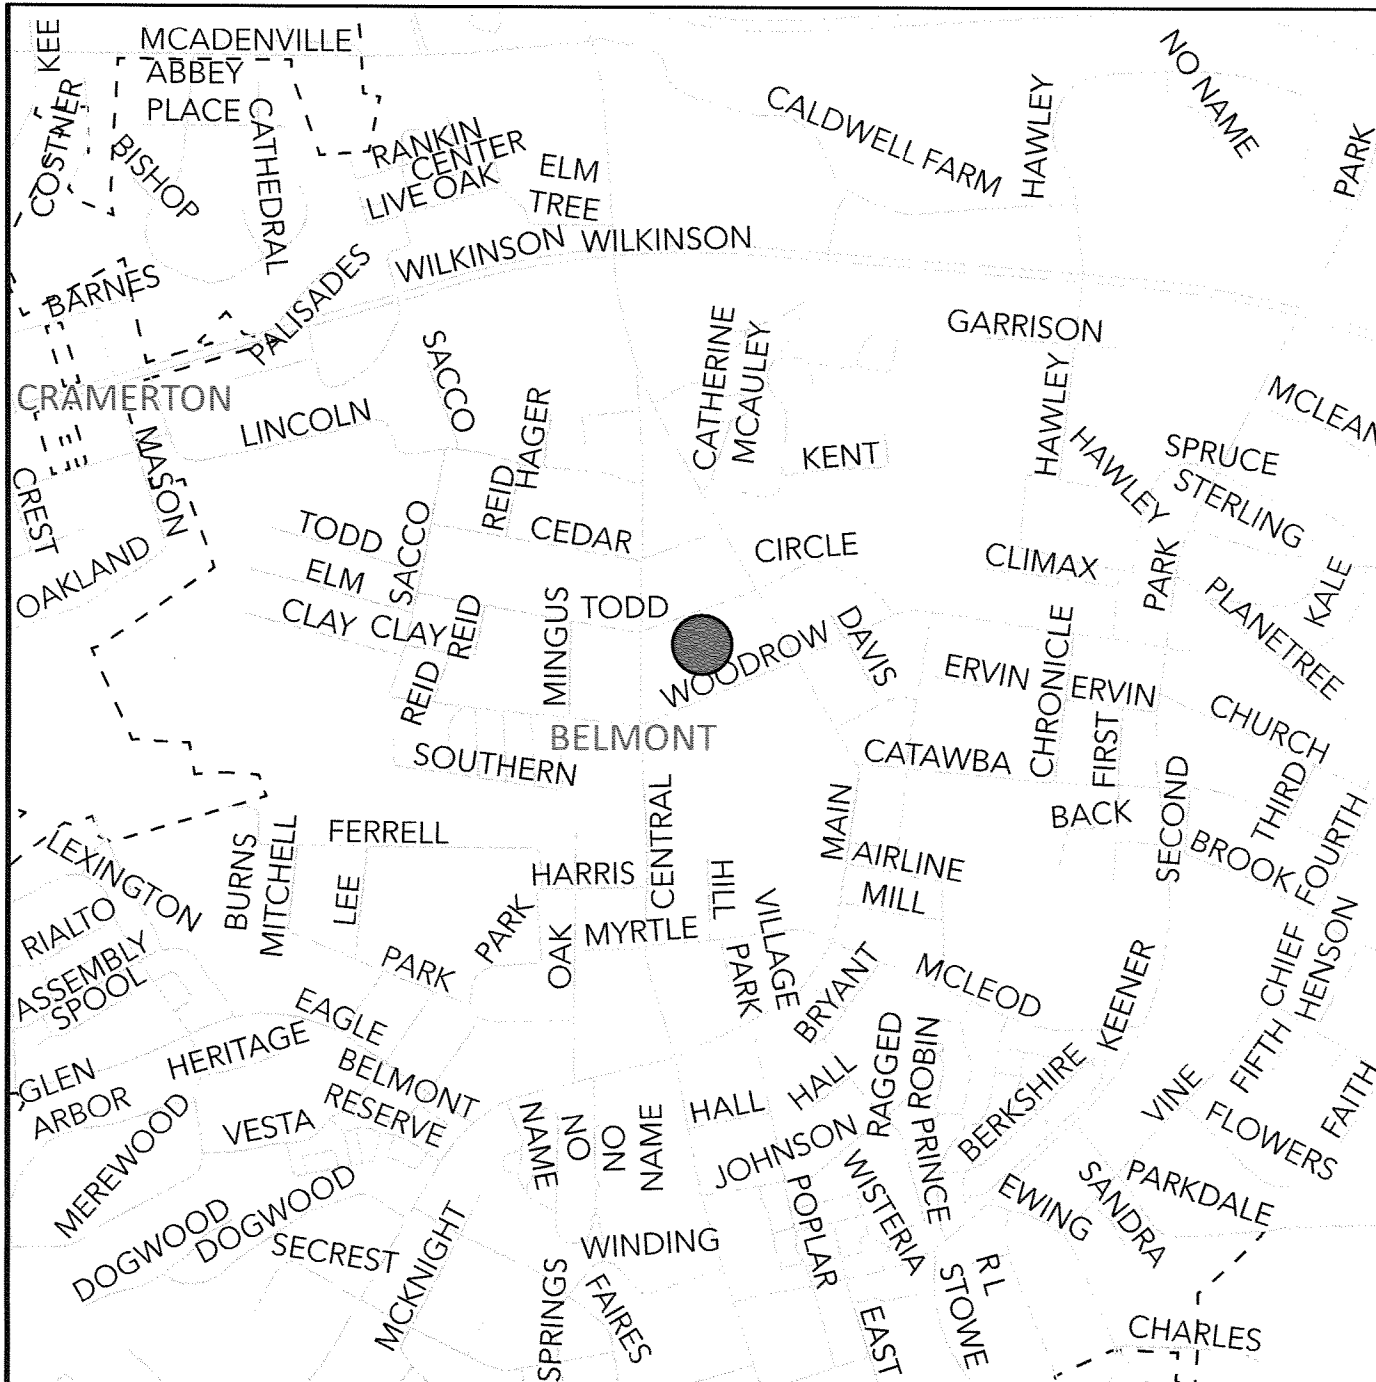 KEE
MCADENVILLE
ABBEY
PLACE
COSTNER
BISHOP
CATHEDRAL
RANKIN
CENTER
LIVE OAK
ELM
TREE
CALDWELL FARM
HAWLEY
NO NAME
PARK
WILKINSON
WILKINSON
BARNES
PALISADES
CRAMERTON
LINCOLN
SACCO
HAGER
CATHERINE
MCAULEY
GARRISON
HAWLEY
MCLEAN
KENT
HAWLEY
SPRUCE
STERLING
CREST
MASON
OAKLAND
TODD
ELM
CLAY
CLAY
SACCO
REID
CEDAR
CIRCLE
CLIMAX
PARK
PLANETREE
KALE
REID
REID
MINGUS
TODD
WOODROW
DAVIS
ERVIN
CHRONICLE
ERVIN
FIRST
CHURCH
BELMONT
SOUTHERN
CATAWBA
BACK
SECOND
THIRD
FOURTH
BROOK
LEXINGTON
BURNS
MITCHELL
FERRELL
LEE
HARRIS
CENTRAL
HILL
MAIN
AIRLINE
MILL
RIALTO
ASSEMBLY
SPOOL
PARK
PARK
OAK
MYRTLE
PARK
VILLAGE
BRYANT
MCLEOD
KEENER
CHIEF
HENSON
EAGLE
HERITAGE
BELMONT
RESERVE
GLEN
ARBOR
MEREWOOD
VESTA
NAME
NO
NO
NAME
HALL
HALL
RAGGED
ROBIN
PRINCE
BERKSHIRE
VINE
FIFTH
FLOWERS
FAITH
JOHNSON
POPLAR
WISTERIA
EWING
SANDRA
PARKDALE
DOGWOOD
DOGWOOD
SECREST
MCKNIGHT
WINDING
SPRINGS
FAIRES
EAST
STOWE
R L
CHARLES